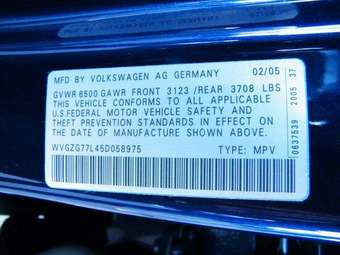 MFD BY VOLKSWAGEN AG GERMANY 02/05
GVWR 6500 GAWR FRONT 3123 /REAR 3708 LBS
THIS VEHICLE CONFORMS TO ALL APPLICABLE
U.S.FEDERAL MOTOR VEHICLE SAFETY AND
THEFT PREVENTION STANDARDS IN EFFECT ON
THE DATE OF MANUFACTURE SHOWN ABOVE.
WVGZG77L45D058975 TYPE: MPV
0637539 2005 37